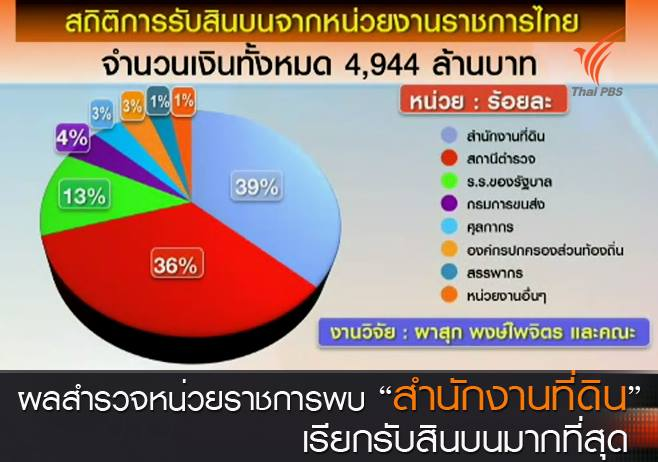 สถิติการรับสินบนจากหน่วยงานราชการไทย
จำนวนเงินทั้งหมด 4,944 ล้านบาท
Thai PBS
หน่วย : ร้อยละ
3%
3%
1%
1%
4%
13%
39%
36%
สำนักงานที่ดิน
สถานีตำรวจ
ร.ร.ของรัฐบาล
กรมการขนส่ง
ศุลกากร
องค์กรปกครองส่วนท้องถิ่น
สรรพากร
หน่วยงานอื่นๆ
งานวิจัย : ผาสุก พงษ์ไพจิตร และคณะ
ผลสำรวจหน่วยราชการพบ “สำนักงานที่ดิน”
เรียกรับสินบนมากที่สุด